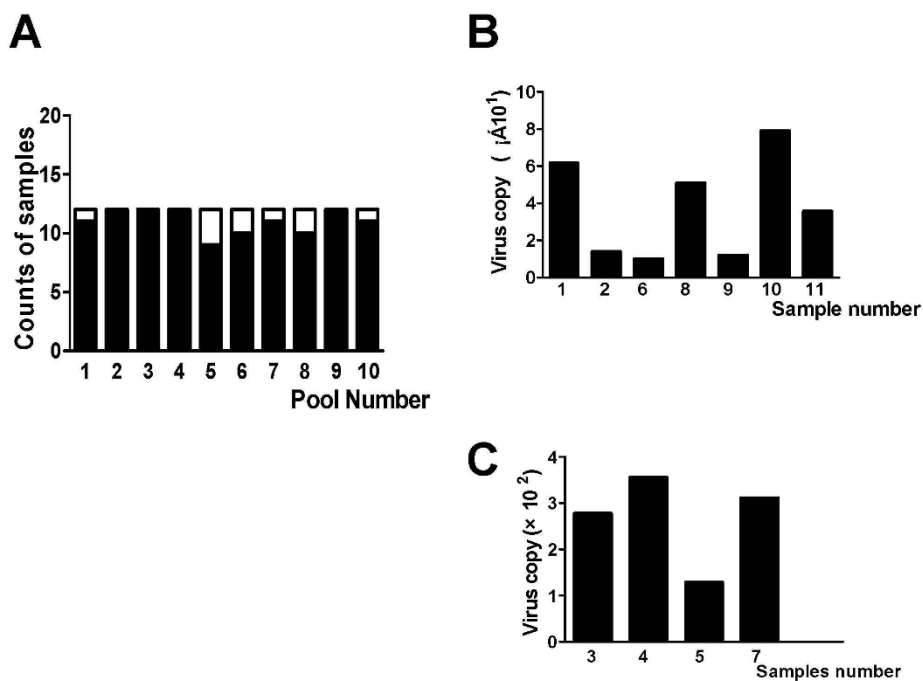 A
Counts of samples
20
15
10
5
0
1 2 3 4 5 6 7 8 9 10
Pool Number
B
Virus copy ( ¡Á10¹)
10
8
6
4
2
0
1 2 6 8 9 10 11
Sample number
C
Virus copy (× 10 ²)
4
3
2
1
0
3 4 5 7
Samples number